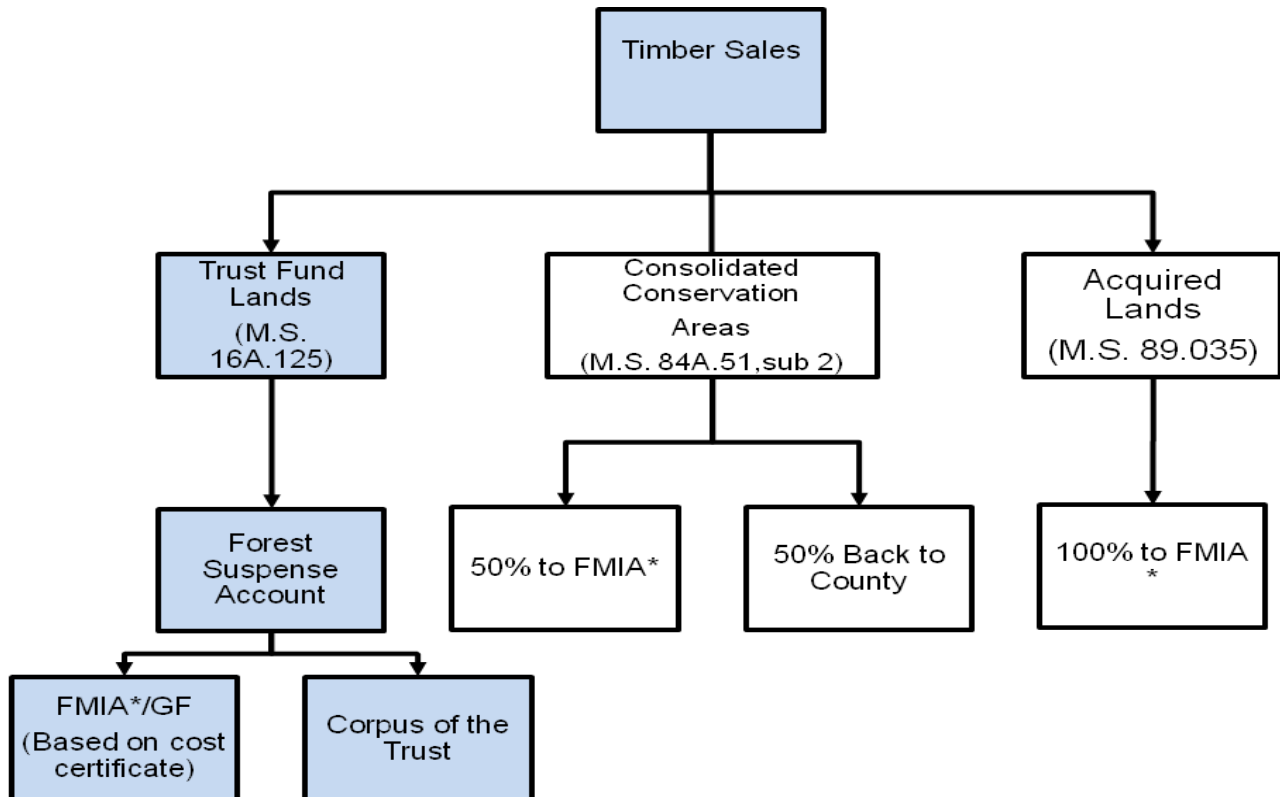 Timber Sales
Trust Fund
Lands
(M.S.
16A.125)
Consolidated
Conservation
Areas
(M.S. 84A.51,sub 2)
Acquired
Lands
(M.S. 89.035)
Forest
Suspense
Account
50% to FMIA*
50% Back to
County
100% to FMIA
*
FMIA*/GF
(Based on cost
certificate)
Corpus of the
Trust